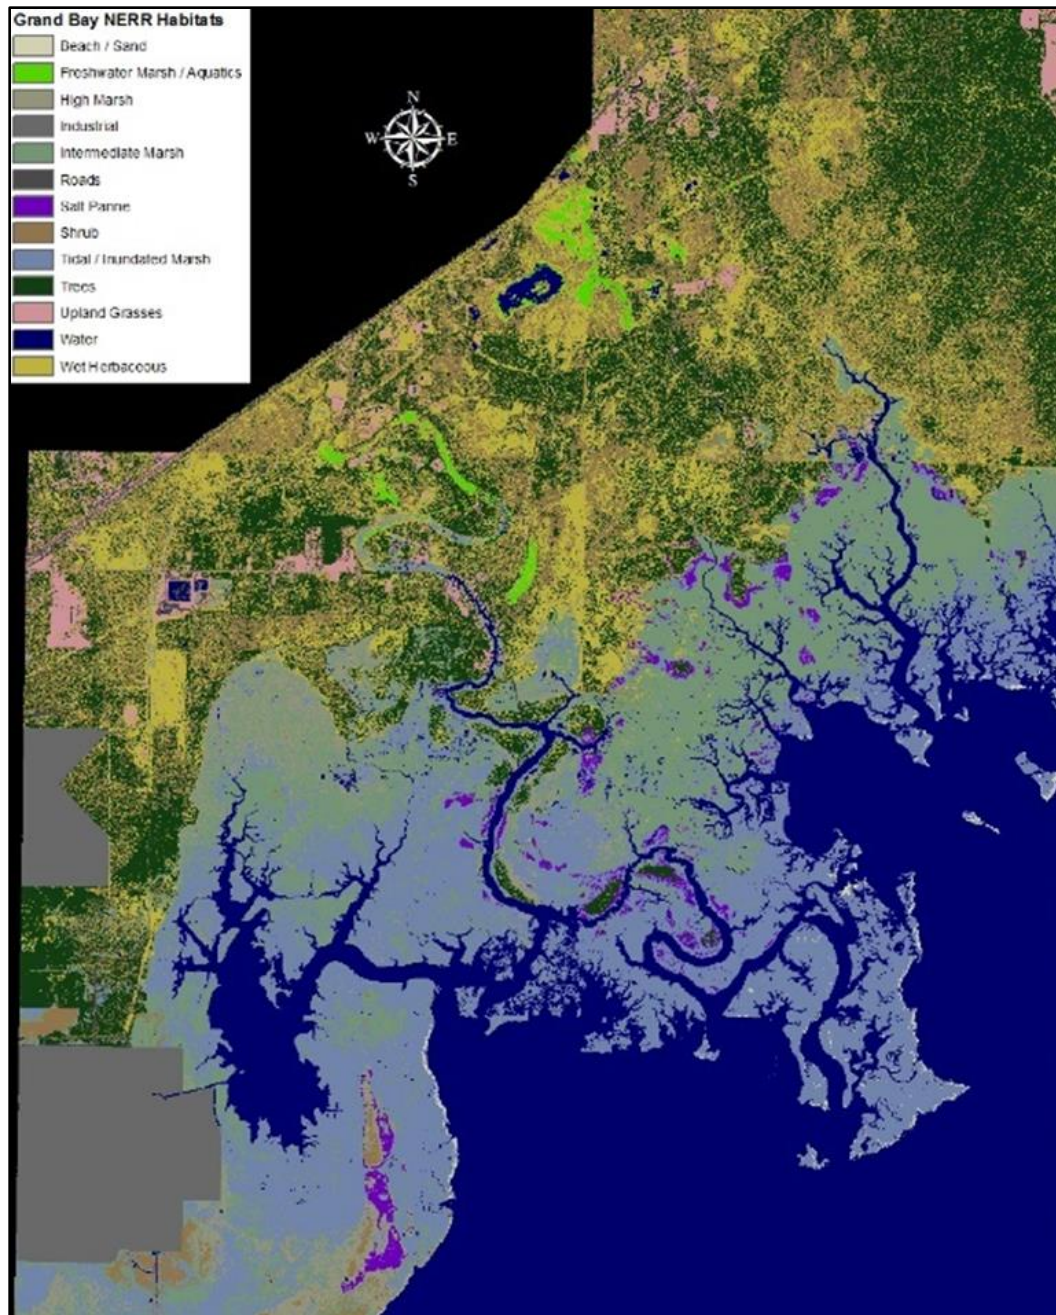 Grand Bay NERR Habitats
Beach / Sand
Freshwater Marsh / Aquatics
High Marsh
Industrial
Intermediate Marsh
Roads
Salt Panne
Shrub
Tidal / Inundated Marsh
Trees
Upland Grasses
Water
Wet Herbaceous
N
W E
S